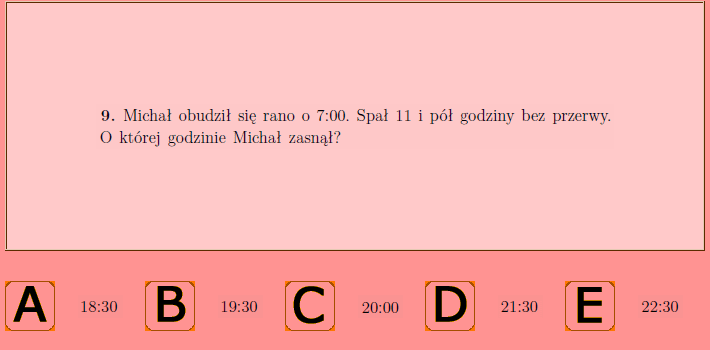 9. Michał obudził się rano o 7:00. Spał 11 i pół godziny bez przerwy.
O której godzinie Michał zasnął?
A 18:30 B 19:30 C 20:00 D 21:30 E 22:30